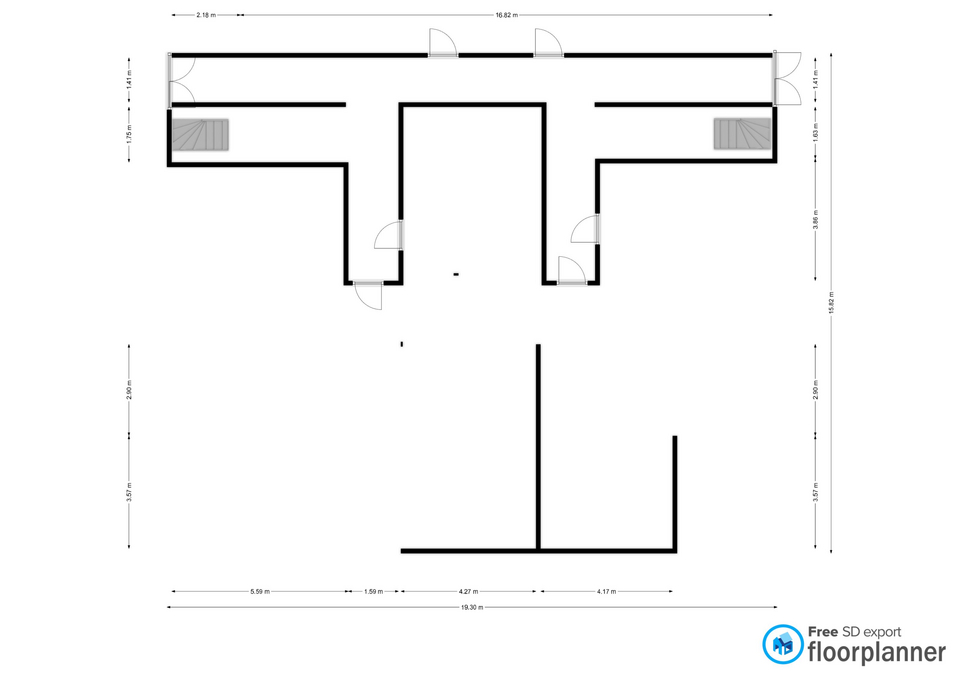 2.18 m
16.82 m
1.41 m
1.41 m
1.75 m
1.63 m
3.86 m
15.82 m
2.90 m
2.90 m
3.57 m
3.57 m
5.59 m
1.59 m
4.27 m
4.17 m
19.30 m
Free SD export
floorplanner